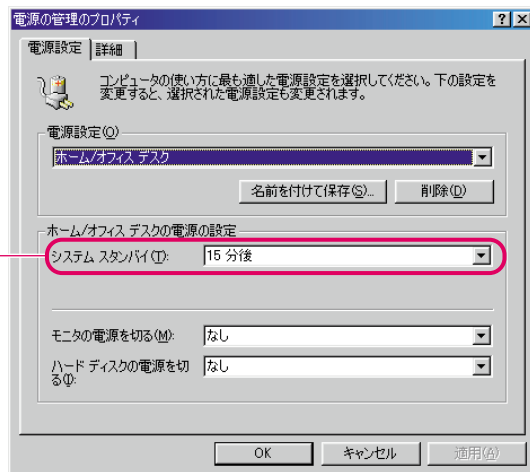 電源の管理のプロパティ
電源設定
詳細
コンピュータの使い方に最も適した電源設定を選択してください。下の設定を
変更すると、選択された電源設定も変更されます。
電源設定(O)
ホーム/オフィス デスク
名前を付けて保存(S)...
削除(D)
ホーム/オフィス デスクの電源の設定
システム スタンバイ(T):
15 分後
モニタの電源を切る(M):
なし
ハード ディスクの電源を切
る(I):
なし
OK
キャンセル
適用(A)